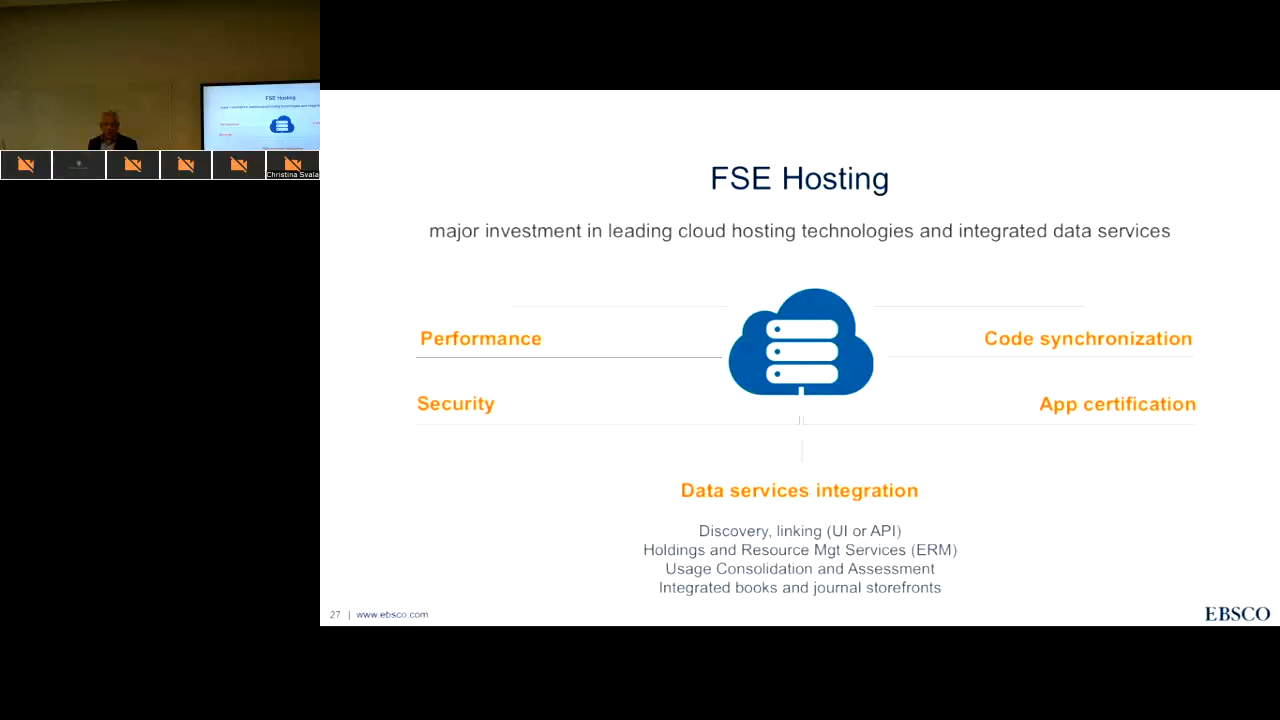 FSE Hosting
Christina Svala
FSE Hosting
major investment in leading cloud hosting technologies and integrated data services
Performance
Code synchronization
Security
App certification
Data services integration
Discovery, linking (UI or API)
Holdings and Resource Mgt Services (ERM)
Usage Consolidation and Assessment
Integrated books and journal storefronts
27 | www.ebsco.com
EBSCO